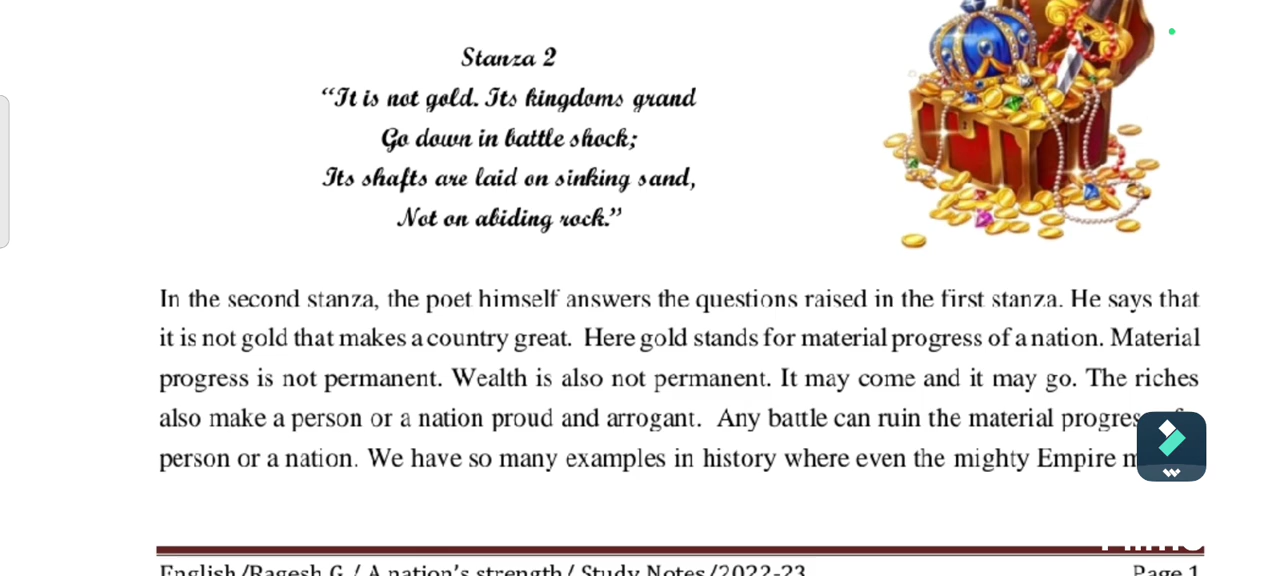 Stanza 2
“It is not gold. Its kingdoms grand
Go down in battle shock;
Its shafts are laid on sinking sand,
Not on abiding rock.”
In the second stanza, the poet himself answers the questions raised in the first stanza. He says that
it is not gold that makes a country great. Here gold stands for material progress of a nation. Material
progress is not permanent. Wealth is also not permanent. It may come and it may go. The riches
also make a person or a nation proud and arrogant. Any battle can ruin the material
person or a nation. We have so many examples in history where even the mighty Empire
English/Ragesh G / A nation’s strength/ Study Notes/2022-23 Page 1